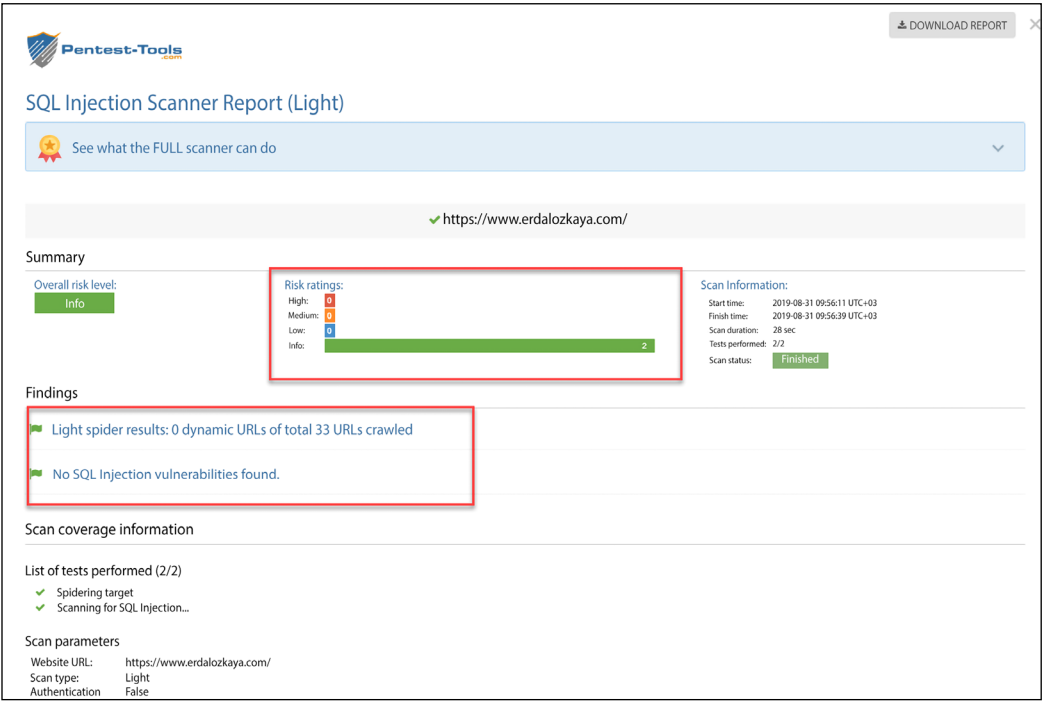 DOWNLOAD REPORT
Pentest-Tools
.com
SQL Injection Scanner Report (Light)
See what the FULL scanner can do
https://www.erdalozkaya.com/
Summary
Overall risk level:
Info
Risk ratings:
High: 0
Medium: 0
Low: 0
Info: 2
Scan Information:
Start time: 2019-08-31 09:56:11 UTC+03
Finish time: 2019-08-31 09:56:39 UTC+03
Scan duration: 28 sec
Tests performed: 2/2
Scan status: Finished
Findings
Light spider results: 0 dynamic URLs of total 33 URLs crawled
No SQL Injection vulnerabilities found.
Scan coverage information
List of tests performed (2/2)
Spidering target
Scanning for SQL Injection...
Scan parameters
Website URL: https://www.erdalozkaya.com/
Scan type: Light
Authentication False